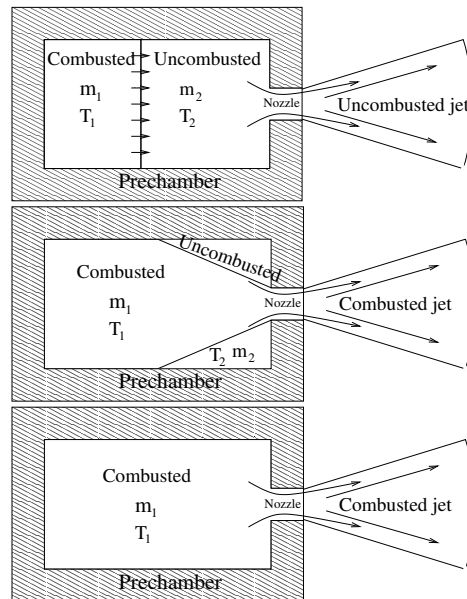 Combusted Uncombusted
m1 m2
T1 T2
Nozzle
Uncombusted jet
Prechamber
Uncombusted
Combusted
m1
T1
Nozzle
Combusted jet
T2 m2
Prechamber
Combusted
m1
T1
Nozzle
Combusted jet
Prechamber